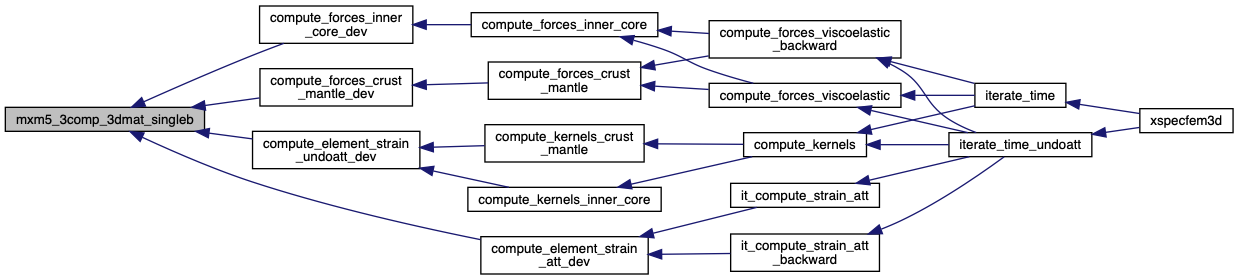 compute_forces_inner
_core_dev
compute_forces_inner_core
compute_forces_viscoelastic
_backward
compute_forces_crust
_mantle_dev
compute_forces_crust
_mantle
compute_forces_viscoelastic
iterate_time
mxm5_3comp_3dmat_singleb
xspecfem3d
compute_element_strain
_undoatt_dev
compute_kernels_crust
_mantle
compute_kernels
iterate_time_undoatt
compute_kernels_inner_core
it_compute_strain_att
compute_element_strain
_att_dev
it_compute_strain_att
_backward